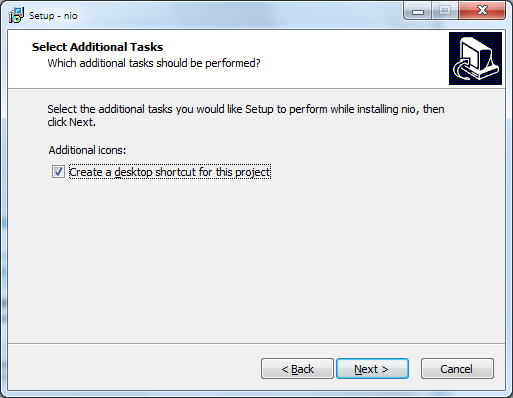 Setup - nio
Select Additional Tasks
Which additional tasks should be performed?
Select the additional tasks you would like Setup to perform while installing nio, then
click Next.
Additional icons:
Create a desktop shortcut for this project
< Back
Next >
Cancel